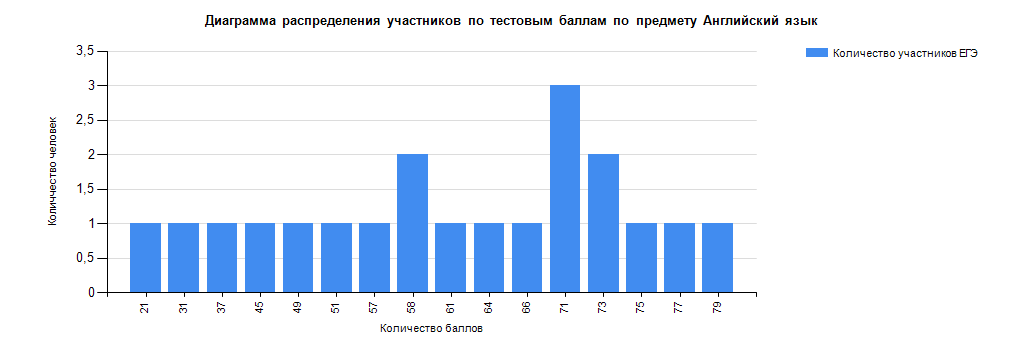 Диаграмма распределения участников по тестовым баллам по предмету Английский язык
3,5
3
2,5
2
1,5
1
0,5
0
Количчество человек
21 31 37 45 49 51 57 58 61 64 66 71 73 75 77 79
Количество баллов
Количество участников ЕГЭ